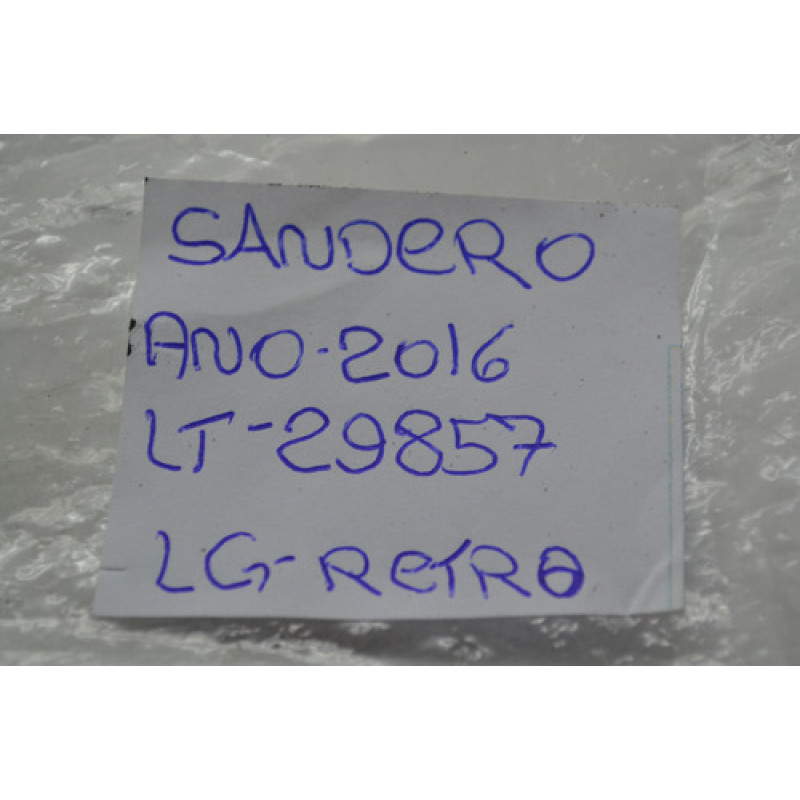 SANDeRO
ANO-2016
LT-29857
LG-ReTRO